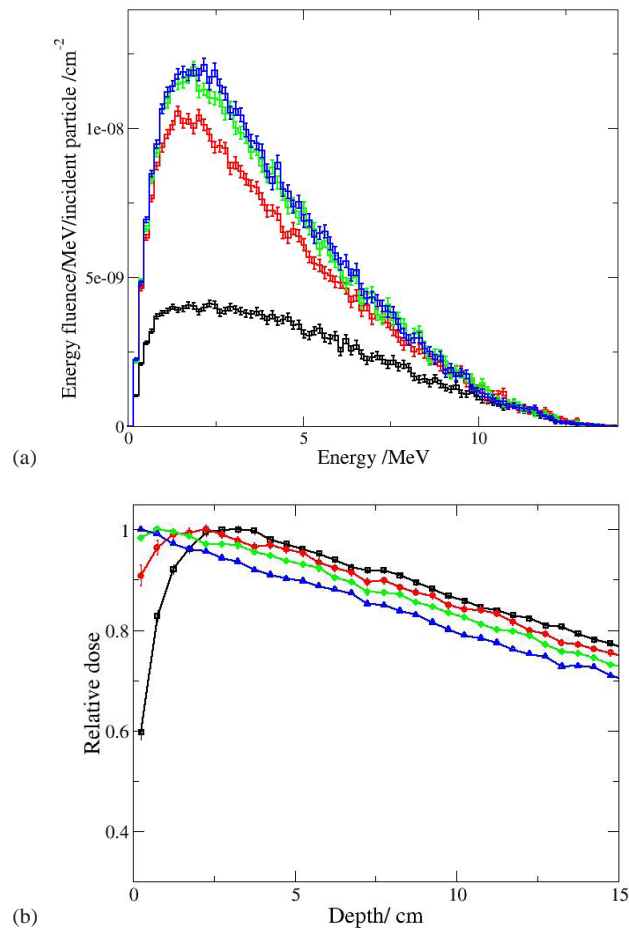 1e-08
5e-09
0
Energy fluence/MeV/incident particle /cm-2
0 5 10
(a) Energy /MeV
1
0.8
0.6
0.4
Relative dose
0 5 10 15
(b) Depth/ cm